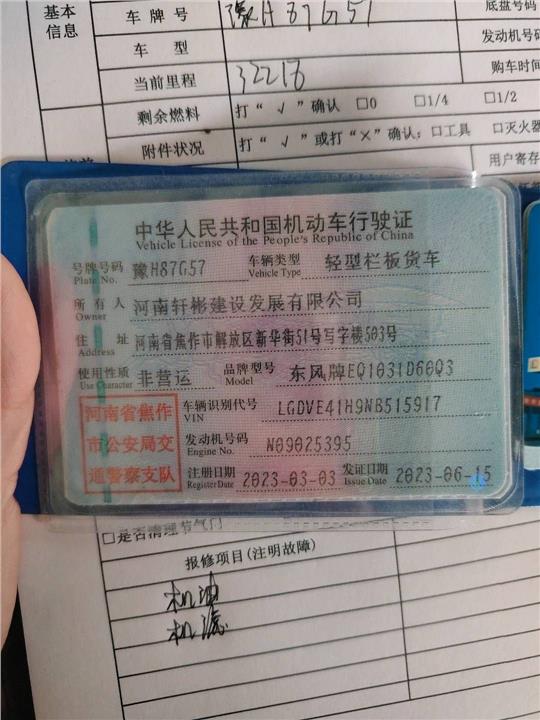 基本信息
车牌号 豫H87G57 底盘号码
车型 发动机号码
当前里程 32218 购车时间
剩余燃料 打“√”确认 □0 □1/4 □1/2
附件状况 打“√”或打“×”确认：□工具 □灭火器
用户寄存
中华人民共和国机动车行驶证
Vehicle License of the People's Republic of China
号牌号码 豫H87G57 车辆类型 轻型栏板货车
Plate No. Vehicle Type
所有人 河南轩彬建设发展有限公司
Owner
住址 河南省焦作市解放区新华街51号写字楼503号
Address
使用性质 非营运 品牌型号 东风牌EQ1031D60Q3
Use Character Model
河南省焦作市公安局交通警察支队
车辆识别代号 LGDVE41H9NB515917
VIN
发动机号码 N09025395
Engine No.
注册日期 2023-03-03 发证日期 2023-06-15
Register Date Issue Date
□是否清理节气门
报修项目(注明故障)
机油
机滤